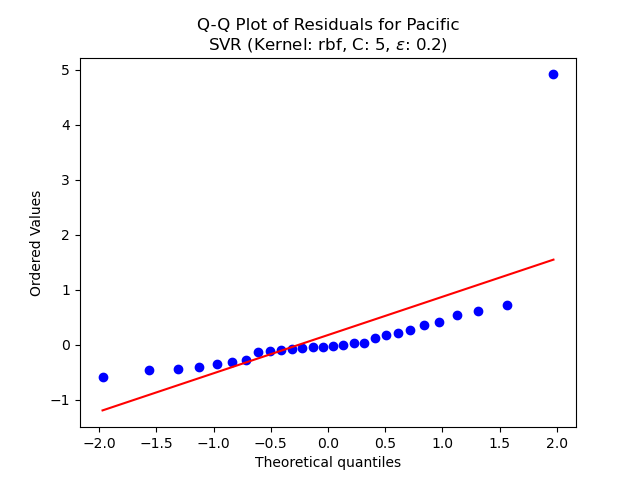 Q-Q Plot of Residuals for Pacific
SVR (Kernel: rbf, C: 5, ε: 0.2)
Ordered Values
5
4
3
2
1
0
−1
−2.0 −1.5 −1.0 −0.5 0.0 0.5 1.0 1.5 2.0
Theoretical quantiles